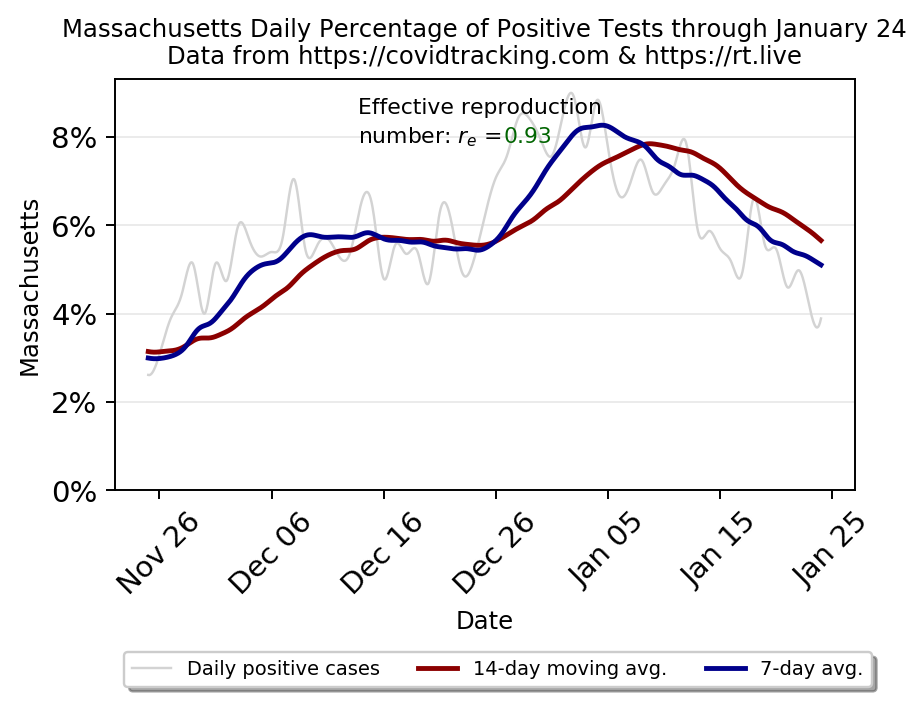 Massachusetts Daily Percentage of Positive Tests through January 24
Data from https://covidtracking.com & https://rt.live
Effective reproduction
number: rₑ =0.93
8%
6%
4%
2%
0%
Massachusetts
Nov 26
Dec 06
Dec 16
Dec 26
Jan 05
Jan 15
Jan 25
Date
Daily positive cases
14-day moving avg.
7-day avg.